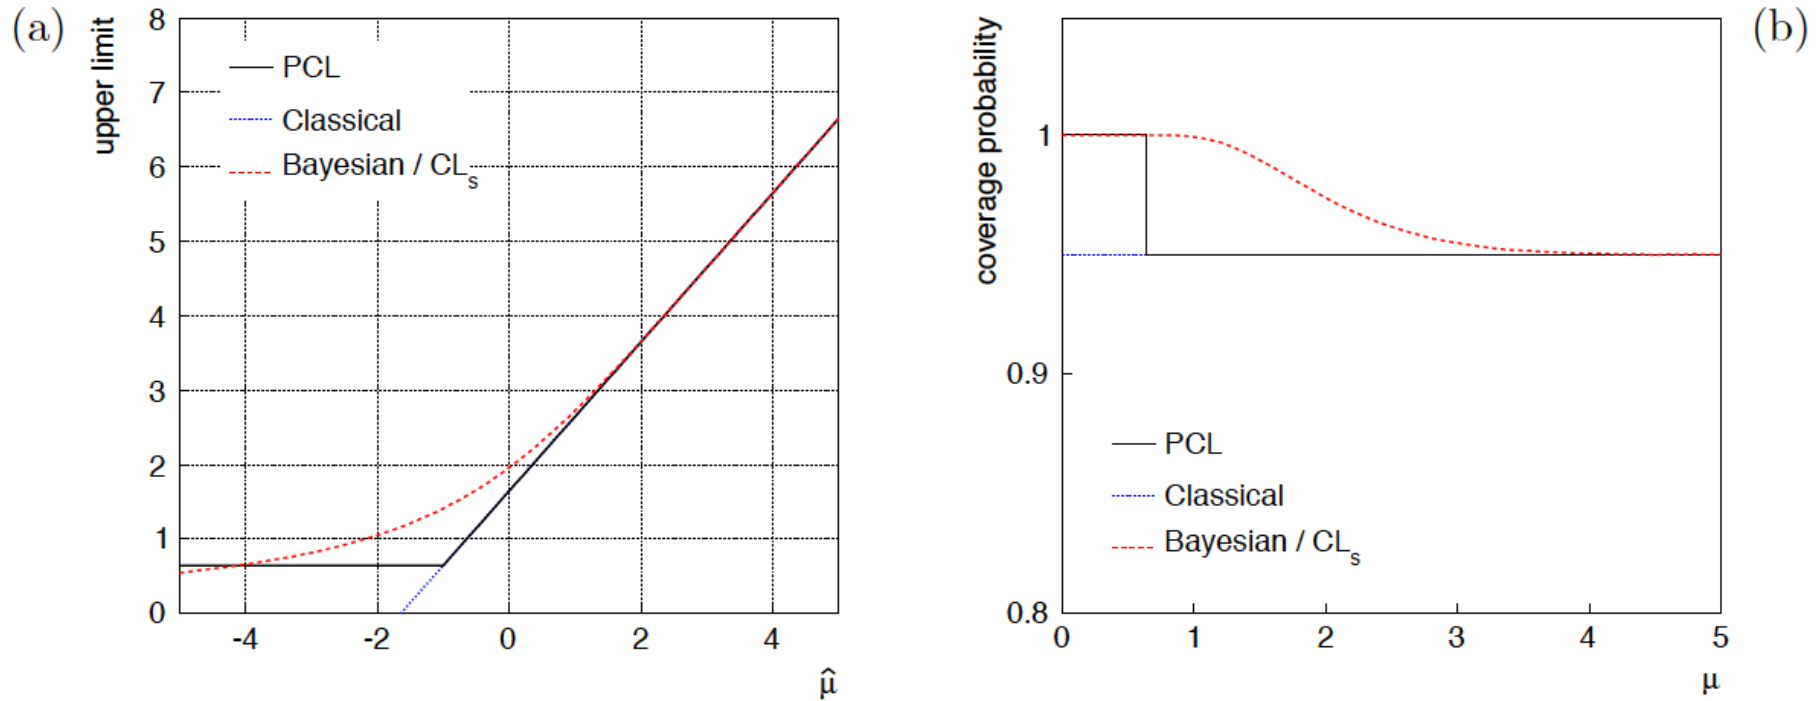 (a)
upper limit
8
7
6
5
4
3
2
1
0
PCL
Classical
Bayesian / CLs
-4 -2 0 2 4
μ̂
(b)
coverage probability
1
0.9
0.8
PCL
Classical
Bayesian / CLs
0 1 2 3 4 5
μ